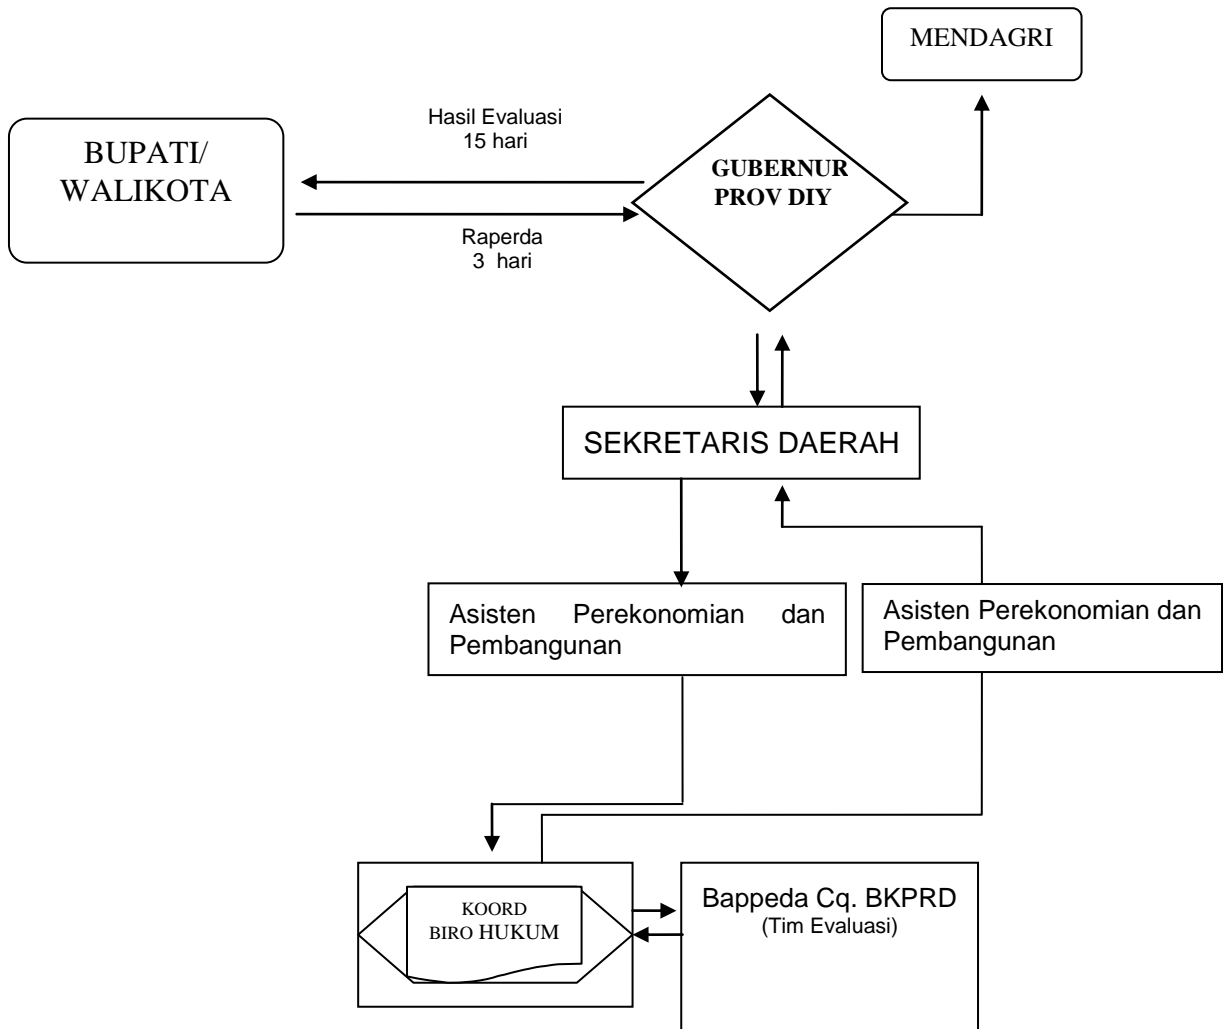 MENDAGRI
Hasil Evaluasi
15 hari
BUPATI/
WALIKOTA
GUBERNUR
PROV DIY
Raperda
3 hari
SEKRETARIS DAERAH
Asisten Perekonomian dan
Pembangunan
Asisten Perekonomian dan
Pembangunan
KOORD
BIRO HUKUM
Bappeda Cq. BKPRD
(Tim Evaluasi)